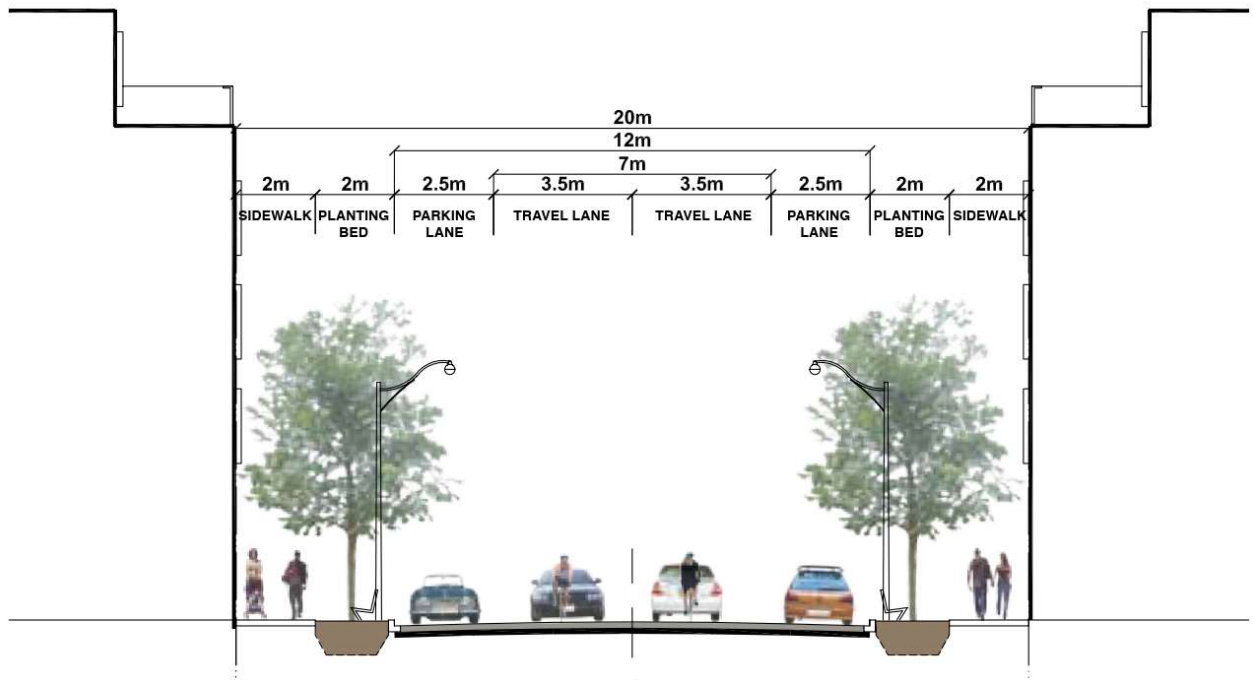 20m
12m
7m
2m 2m 2.5m 3.5m 3.5m 2.5m 2m 2m
SIDEWALK PLANTING BED PARKING LANE TRAVEL LANE TRAVEL LANE PARKING LANE PLANTING BED SIDEWALK